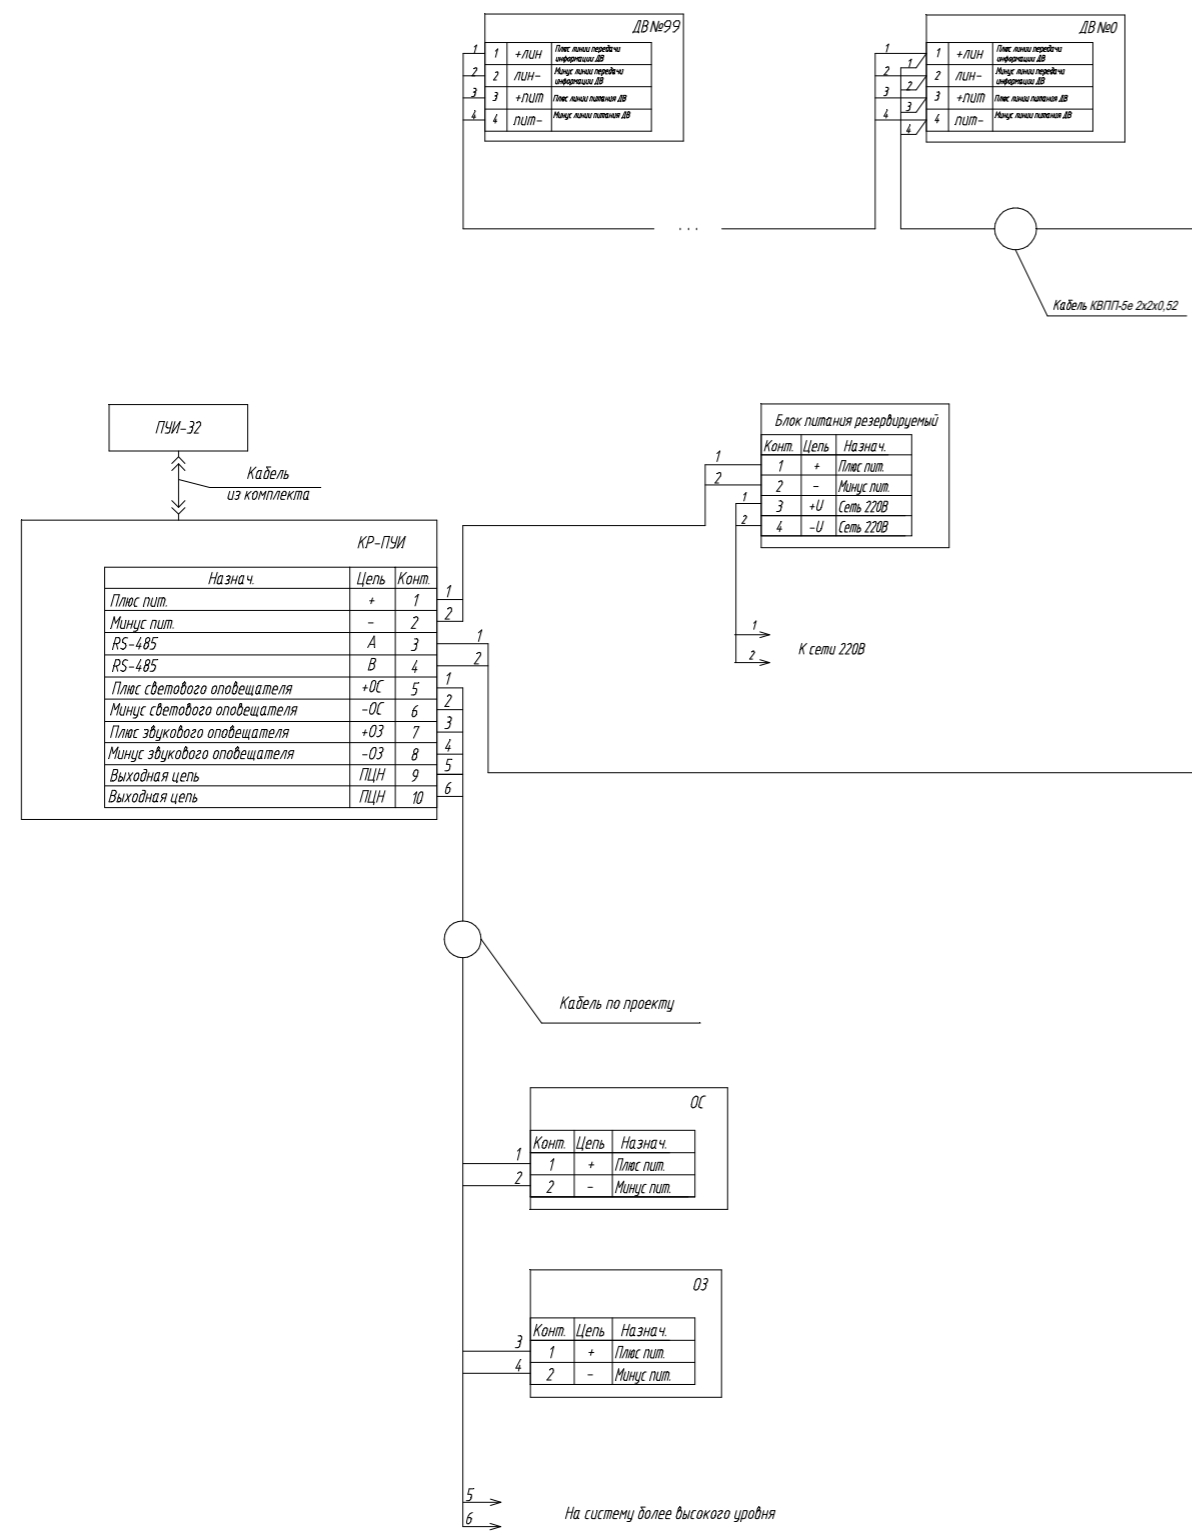 ДВ №99
1 1 +ЛИН Плюс линии передачи
информации ДВ
2 2 ЛИН- Минус линии передачи
информации ДВ
3 3 +ПИТ Плюс линии питания ДВ
4 4 ПИТ- Минус линии питания ДВ
ДВ №0
1 1 1 +ЛИН Плюс линии передачи
информации ДВ
2 2 2 ЛИН- Минус линии передачи
информации ДВ
3 3 3 +ПИТ Плюс линии питания ДВ
4 4 4 ПИТ- Минус линии питания ДВ
. . .
Кабель КВПП-5е 2х2х0,52
ПУИ-32
Кабель
из комплекта
Блок питания резервируемый
Конт. Цепь Назнач.
1 1 + Плюс пит.
2 2 - Минус пит.
1 3 +U Сеть 220В
2 4 -U Сеть 220В
1
2
К сети 220В
КР-ПУИ
Назнач. Цепь Конт.
Плюс пит. + 1 1
Минус пит. - 2 2
RS-485 А 3 1
RS-485 В 4 2
Плюс светового оповещателя +ОС 5 1
Минус светового оповещателя -ОС 6 2
Плюс звукового оповещателя +ОЗ 7 3
Минус звукового оповещателя -ОЗ 8 4
Выходная цепь ПЦН 9 5
Выходная цепь ПЦН 10 6
Кабель по проекту
ОС
Конт. Цепь Назнач.
1 1 + Плюс пит.
2 2 - Минус пит.
ОЗ
Конт. Цепь Назнач.
3 1 + Плюс пит.
4 2 - Минус пит.
5
6
На систему более высокого уровня